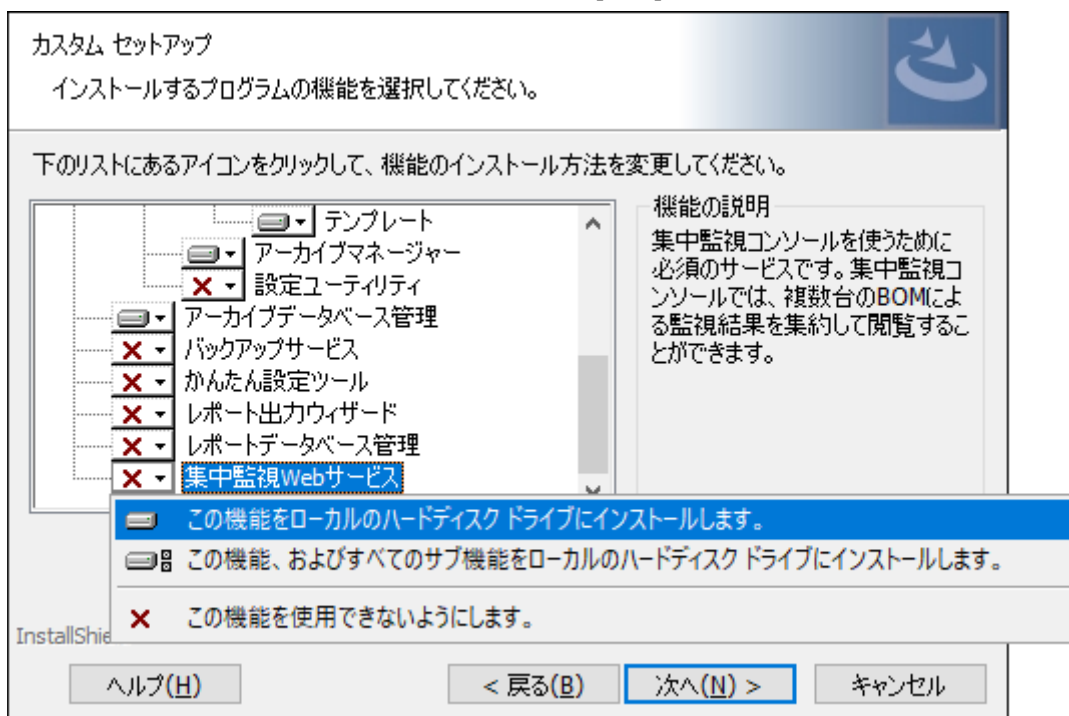 カスタム セットアップ
インストールするプログラムの機能を選択してください。
下のリストにあるアイコンをクリックして、機能のインストール方法を変更してください。
テンプレート
アーカイブマネージャー
設定ユーティリティ
アーカイブデータベース管理
バックアップサービス
かんたん設定ツール
レポート出力ウィザード
レポートデータベース管理
集中監視Webサービス
機能の説明
集中監視コンソールを使うために
必須のサービスです。集中監視コ
ンソールでは、複数台のBOMによ
る監視結果を集約して閲覧するこ
とができます。
この機能をローカルのハードディスク ドライブにインストールします。
この機能、およびすべてのサブ機能をローカルのハードディスク ドライブにインストールします。
この機能を使用できないようにします。
InstallShie
ヘルプ(H)
< 戻る(B)
次へ(N) >
キャンセル